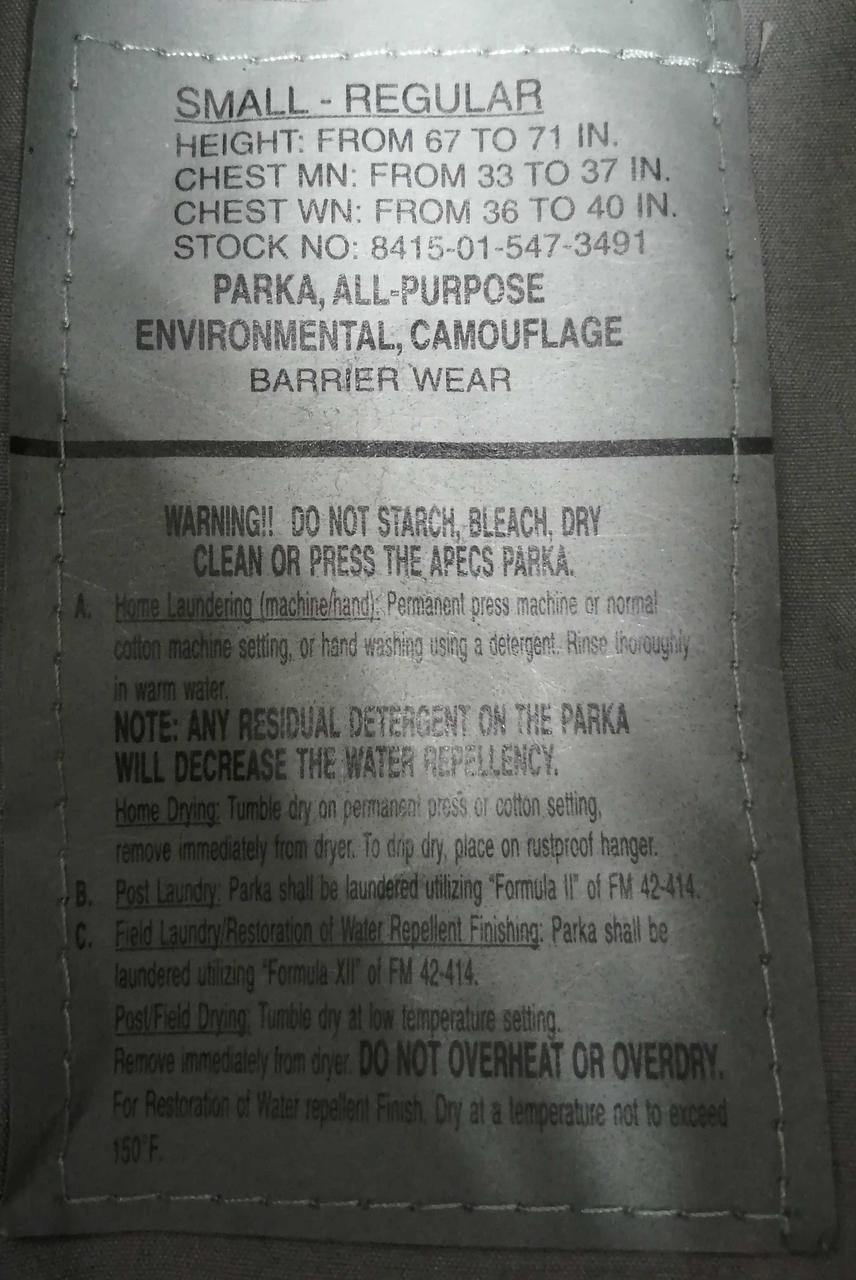 SMALL - REGULAR
HEIGHT: FROM 67 TO 71 IN.
CHEST MN: FROM 33 TO 37 IN.
CHEST WN: FROM 36 TO 40 IN.
STOCK NO: 8415-01-547-3491
PARKA, ALL-PURPOSE
ENVIRONMENTAL, CAMOUFLAGE
BARRIER WEAR
WARNING!! DO NOT STARCH, BLEACH, DRY
CLEAN OR PRESS THE APECS PARKA.
A. Home Laundering (machine/hand): Permanent press machine or normal
cotton machine setting, or hand washing using a detergent. Rinse thoroughly
in warm water.
NOTE: ANY RESIDUAL DETERGENT ON THE PARKA
WILL DECREASE THE WATER REPELLENCY.
Home Drying: Tumble dry on permanent press or cotton setting,
remove immediately from dryer. To drip dry, place on rustproof hanger.
B. Post Laundry: Parka shall be laundered utilizing "Formula II" of FM 42-414.
C. Field Laundry/Restoration of Water Repellent Finishing: Parka shall be
laundered utilizing "Formula XII" of FM 42-414.
Post/Field Drying: Tumble dry at low temperature setting.
Remove immediately from dryer. DO NOT OVERHEAT OR OVERDRY.
For Restoration of Water repellent Finish. Dry at a temperature not to exceed
150°F.